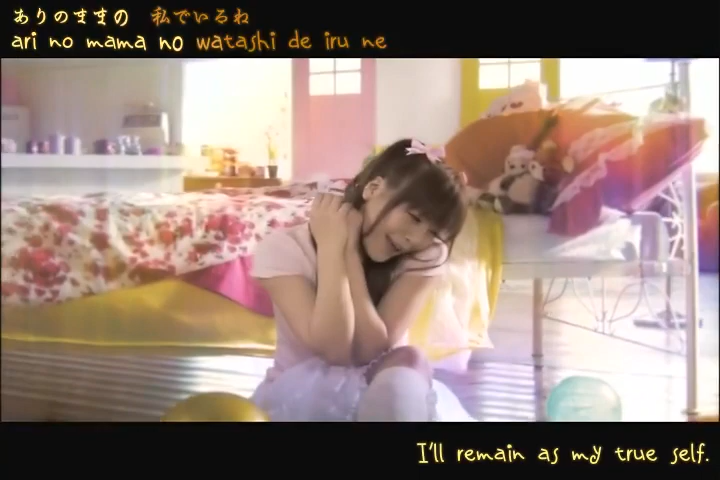 ありのままの 私でいるね
ari no mama no watashi de iru ne
I'll remain as my true self.